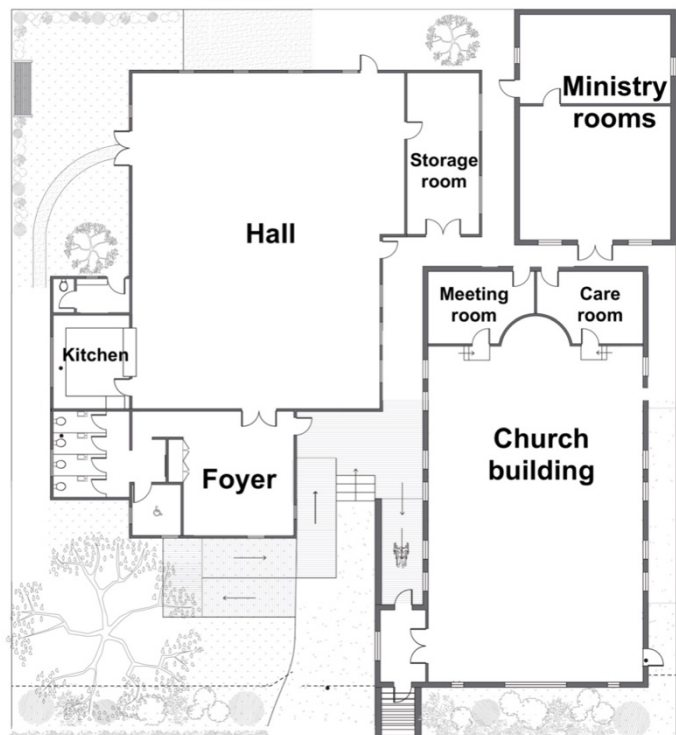 Ministry
rooms
Storage
room
Hall
Meeting
room
Care
room
Kitchen
Church
building
Foyer